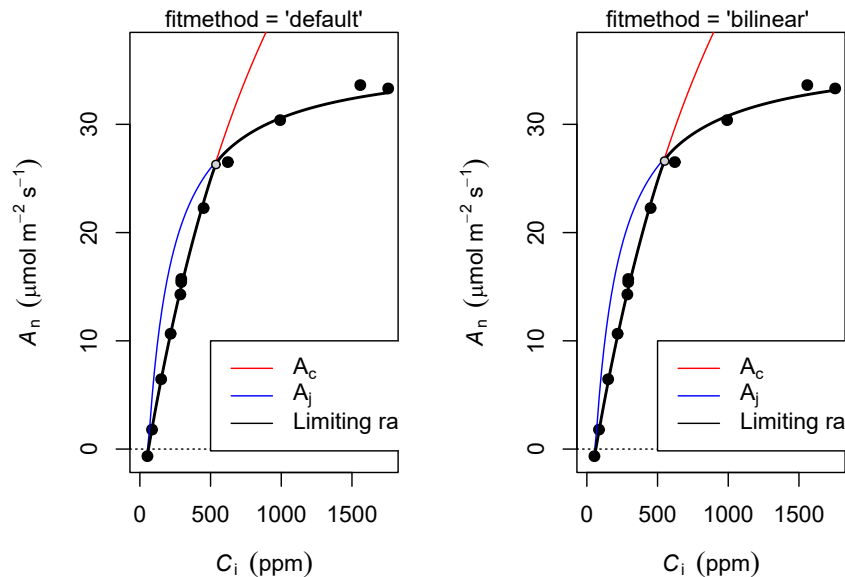 fitmethod = 'default'
A_n (μmol m^−2 s^−1)
30
20
10
0
A_c
A_j
Limiting ra
0 500 1000 1500
C_i (ppm)
fitmethod = 'bilinear'
A_n (μmol m^−2 s^−1)
30
20
10
0
A_c
A_j
Limiting ra
0 500 1000 1500
C_i (ppm)